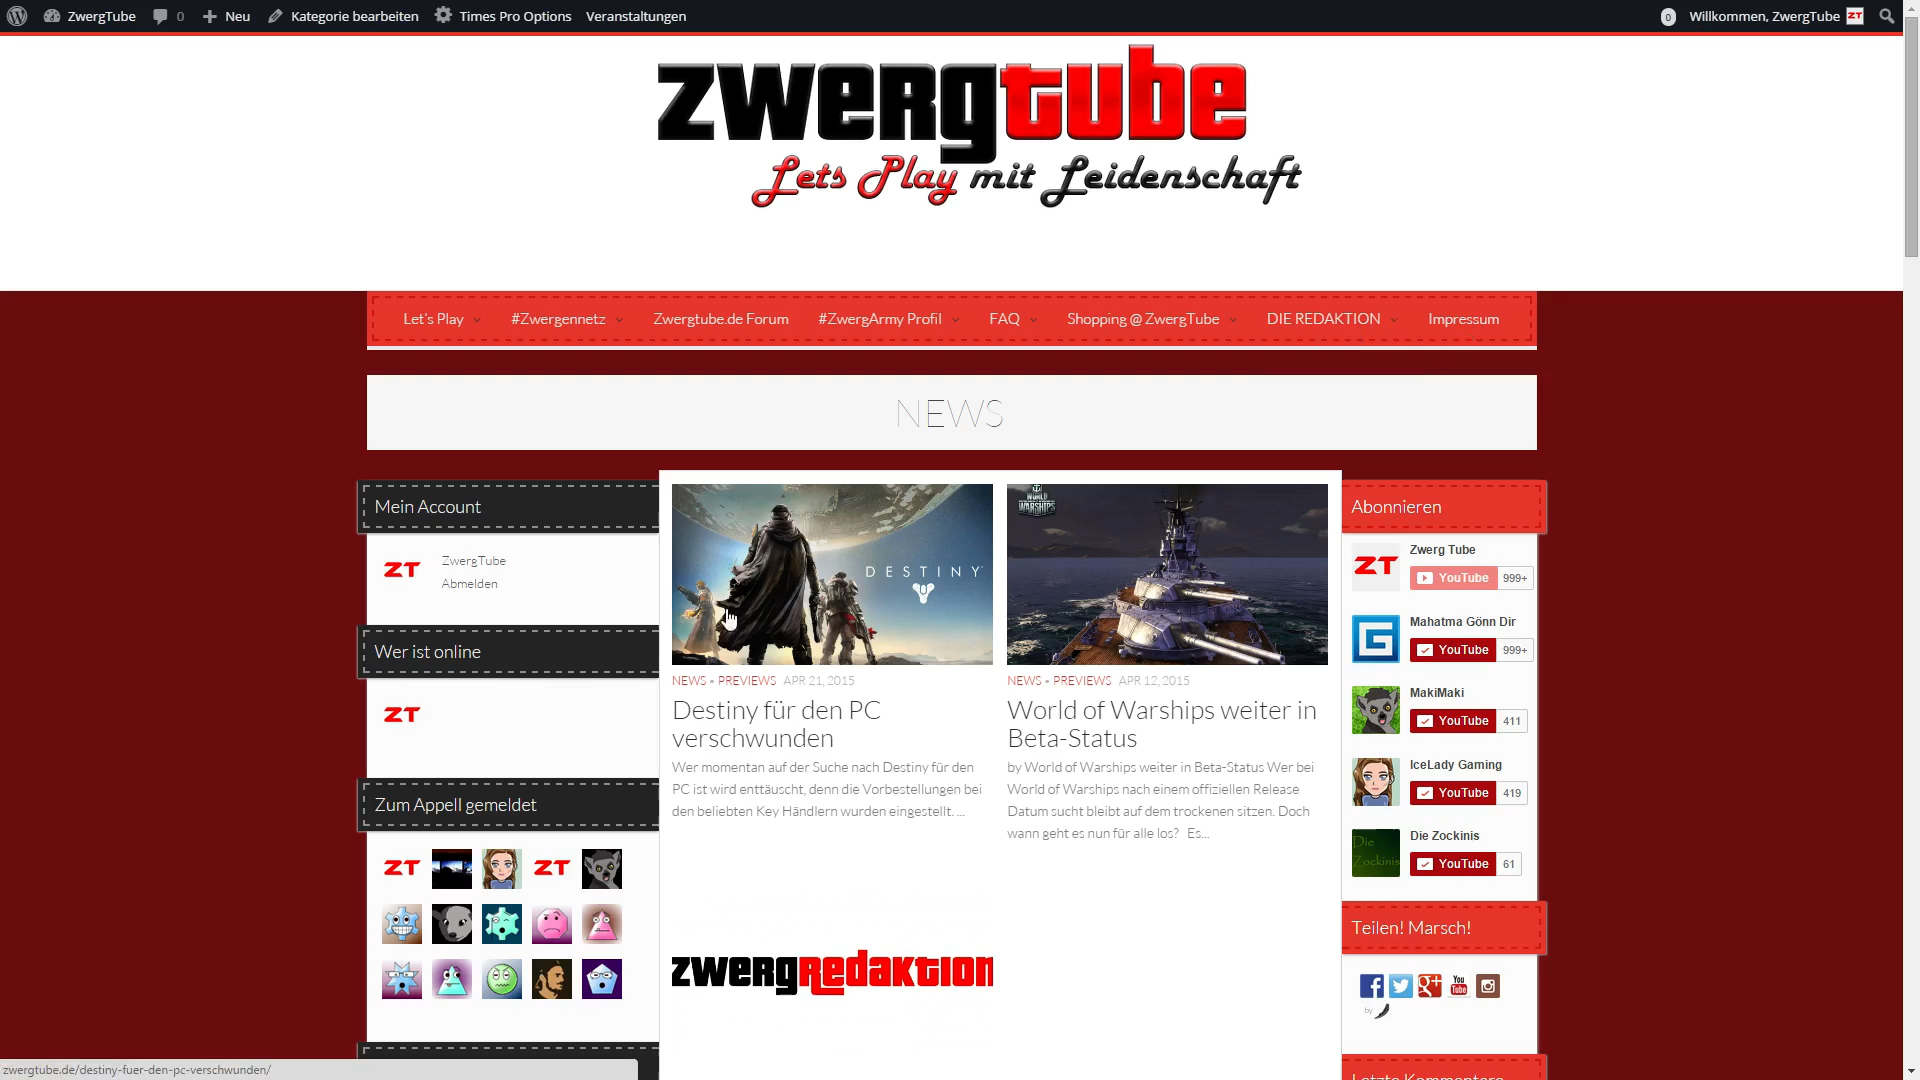 ZwergTube
0
Neu
Kategorie bearbeiten
Times Pro Options
Veranstaltungen
0
Willkommen, ZwergTube
ZT
zwergtube
Lets Play mit Leidenschaft
Let's Play
#Zwergennetz
Zwergtube.de Forum
#ZwergArmy Profil
FAQ
Shopping @ ZwergTube
DIE REDAKTION
Impressum
NEWS
Mein Account
ZT
ZwergTube
Abmelden
Wer ist online
ZT
Zum Appell gemeldet
ZT
ZT
DESTINY
NEWS • PREVIEWS APR 21, 2015
Destiny für den PC
verschwunden
Wer momentan auf der Suche nach Destiny für den
PC ist wird enttäuscht, denn die Vorbestellungen bei
den beliebten Key Händlern wurden eingestellt. ...
WORLD OF
WARSHIPS
NEWS • PREVIEWS APR 12, 2015
World of Warships weiter in
Beta-Status
by World of Warships weiter in Beta-Status Wer bei
World of Warships nach einem offiziellen Release
Datum sucht bleibt auf dem trockenen sitzen. Doch
wann geht es nun für alle los? Es...
zwergRedaktion
Abonnieren
ZT
Zwerg Tube
YouTube 999+
G
Mahatma Gönn Dir
YouTube 999+
MakiMaki
YouTube 411
IceLady Gaming
YouTube 419
Die
Zockinis
Die Zockinis
YouTube 61
Teilen! Marsch!
You
Tube
by
Letzte Kommentare
zwergtube.de/destiny-fuer-den-pc-verschwunden/